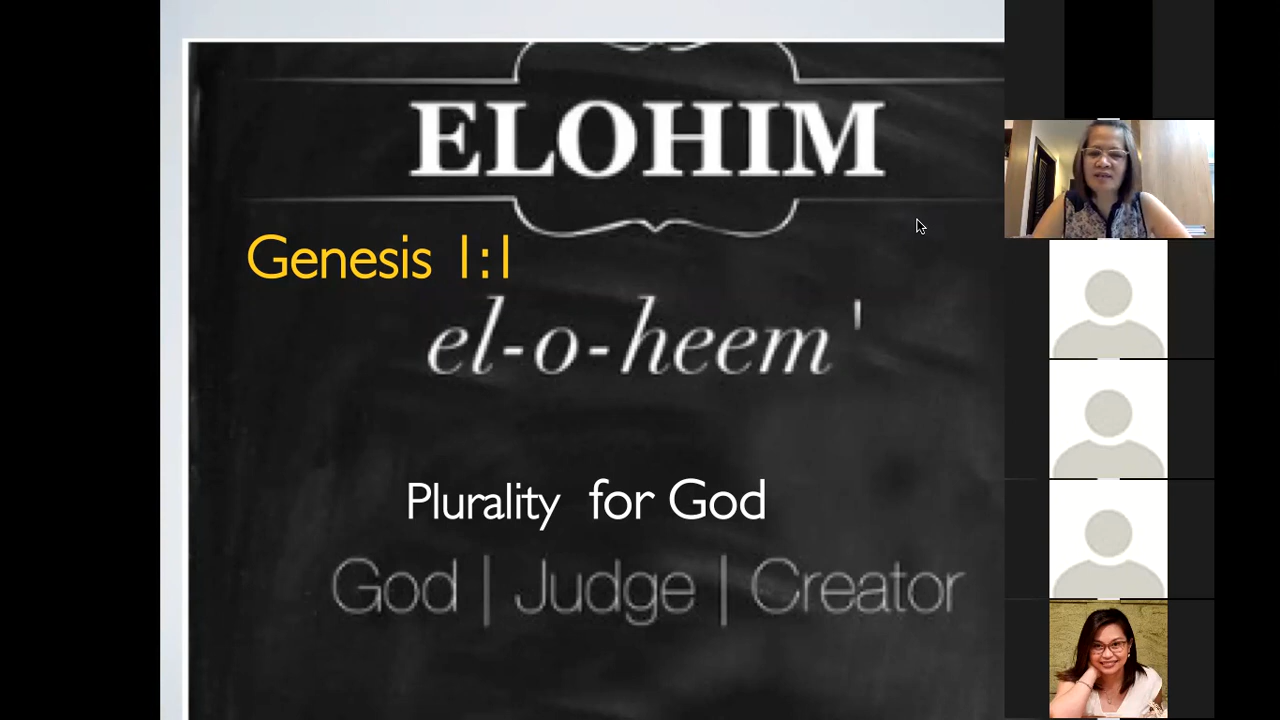 ELOHIM
Genesis 1:1
el-o-heem'
Plurality for God
God | Judge | Creator